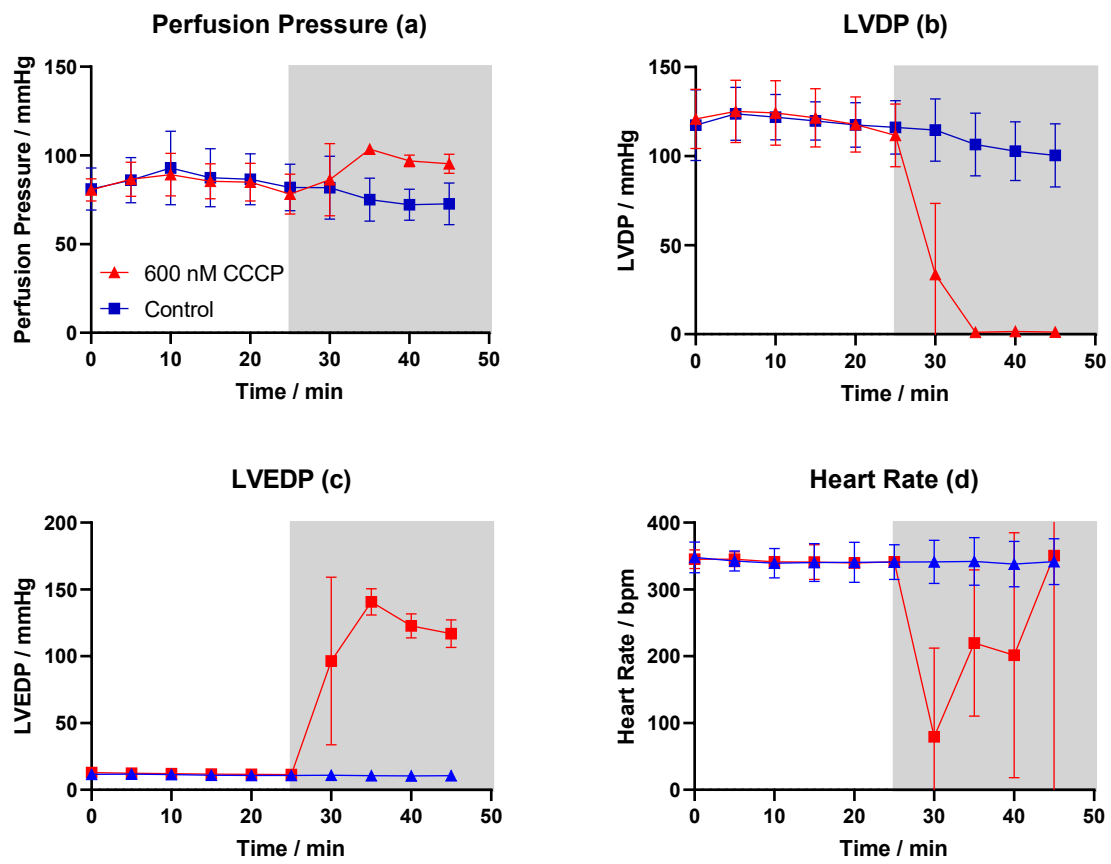 Perfusion Pressure (a)
Perfusion Pressure / mmHg
150
100
50
0
600 nM CCCP
Control
0 10 20 30 40 50
Time / min
LVDP (b)
LVDP / mmHg
150
100
50
0
0 10 20 30 40 50
Time / min
LVEDP (c)
LVEDP / mmHg
200
150
100
50
0
0 10 20 30 40 50
Time / min
Heart Rate (d)
Heart Rate / bpm
400
300
200
100
0
0 10 20 30 40 50
Time / min